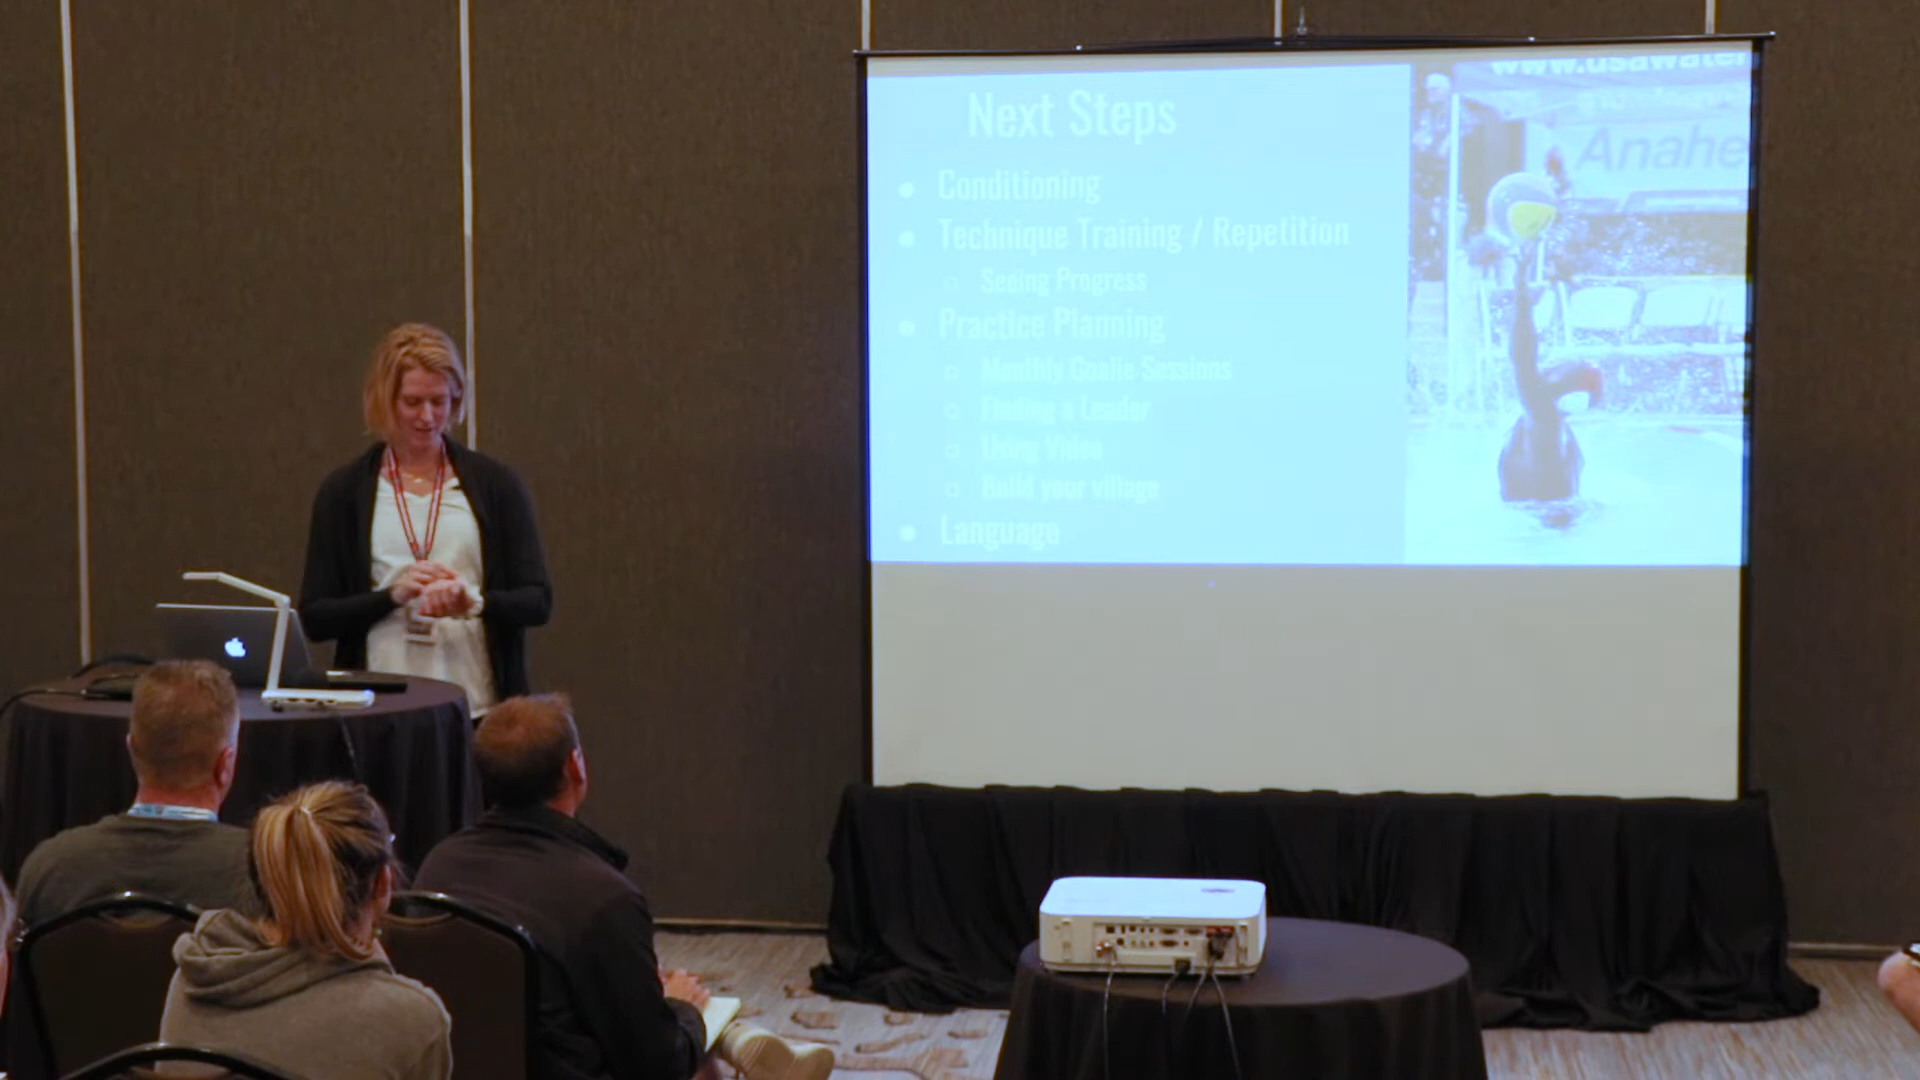 Next Steps
Conditioning
Technique Training / Repetition
Seeing Progress
Practice Planning
Monthly Goalie Sessions
Finding a Leader
Using Video
Build your village
Language
www.usawater
Anahe